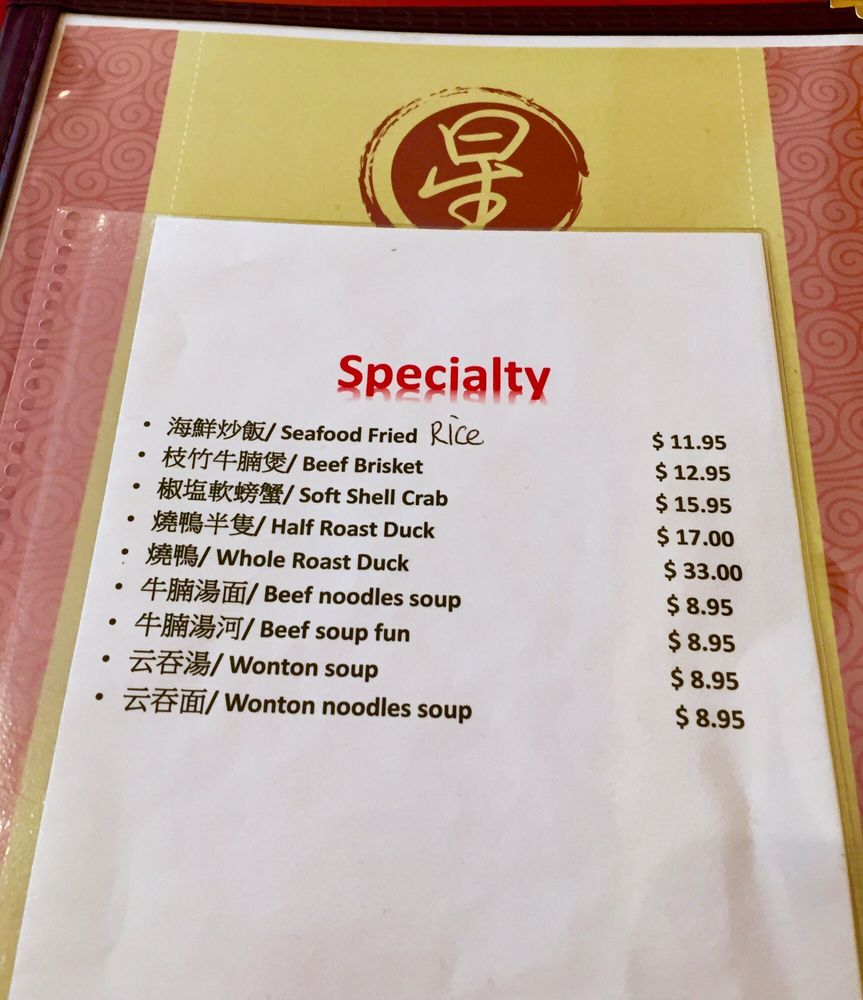 星
Specialty
• 海鮮炒飯/ Seafood Fried Rice $ 11.95
• 枝竹牛腩煲/ Beef Brisket $ 12.95
• 椒塩軟螃蟹/ Soft Shell Crab $ 15.95
• 燒鴨半隻/ Half Roast Duck $ 17.00
• 燒鴨/ Whole Roast Duck $ 33.00
• 牛腩湯面/ Beef noodles soup $ 8.95
• 牛腩湯河/ Beef soup fun $ 8.95
• 云吞湯/ Wonton soup $ 8.95
• 云吞面/ Wonton noodles soup $ 8.95